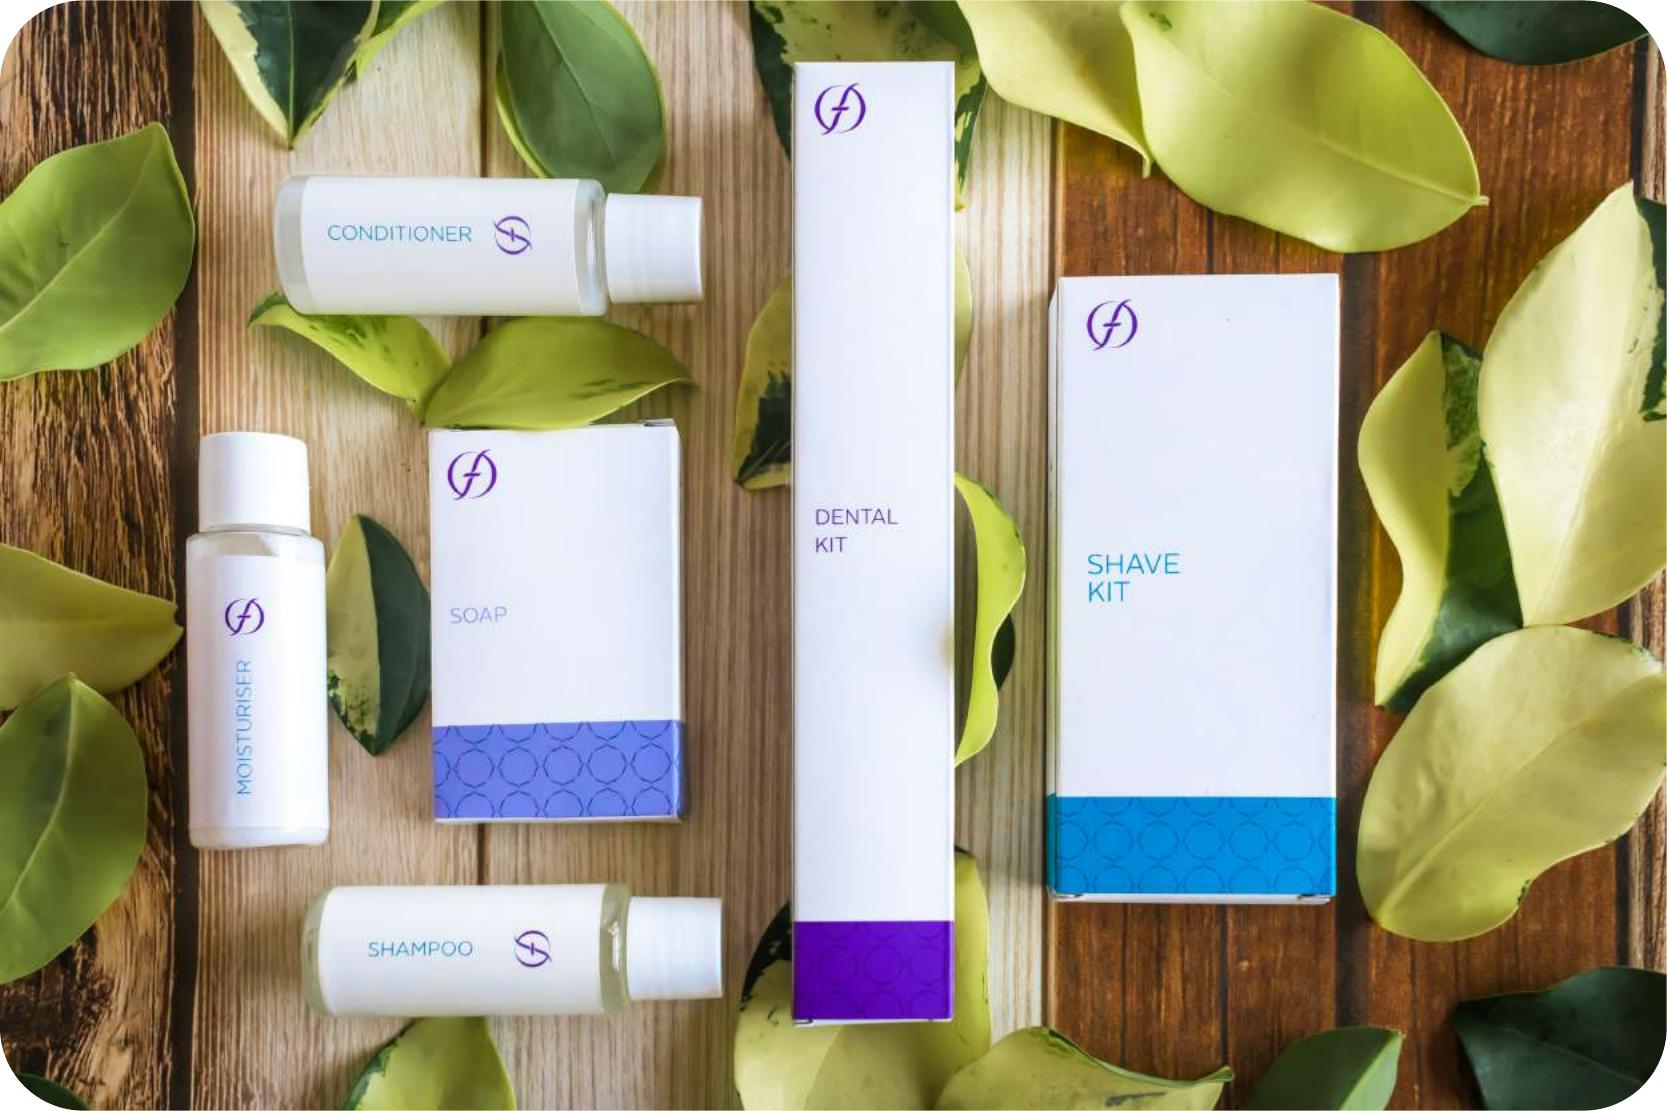 CONDITIONER
DENTAL
KIT
SHAVE
KIT
SOAP
MOISTURISER
SHAMPOO